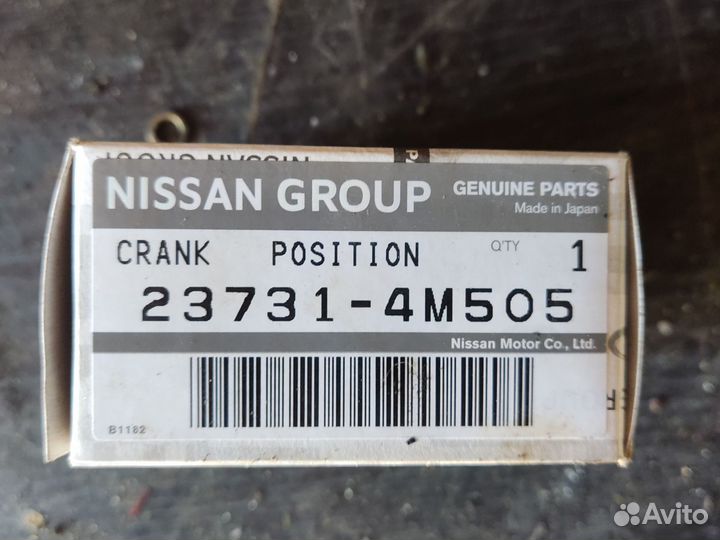 NISSAN GROUP
GENUINE PARTS
Made in Japan
CRANK POSITION Q'TY 1
23731-4M505
Nissan Motor Co., Ltd.
B1182
Avito